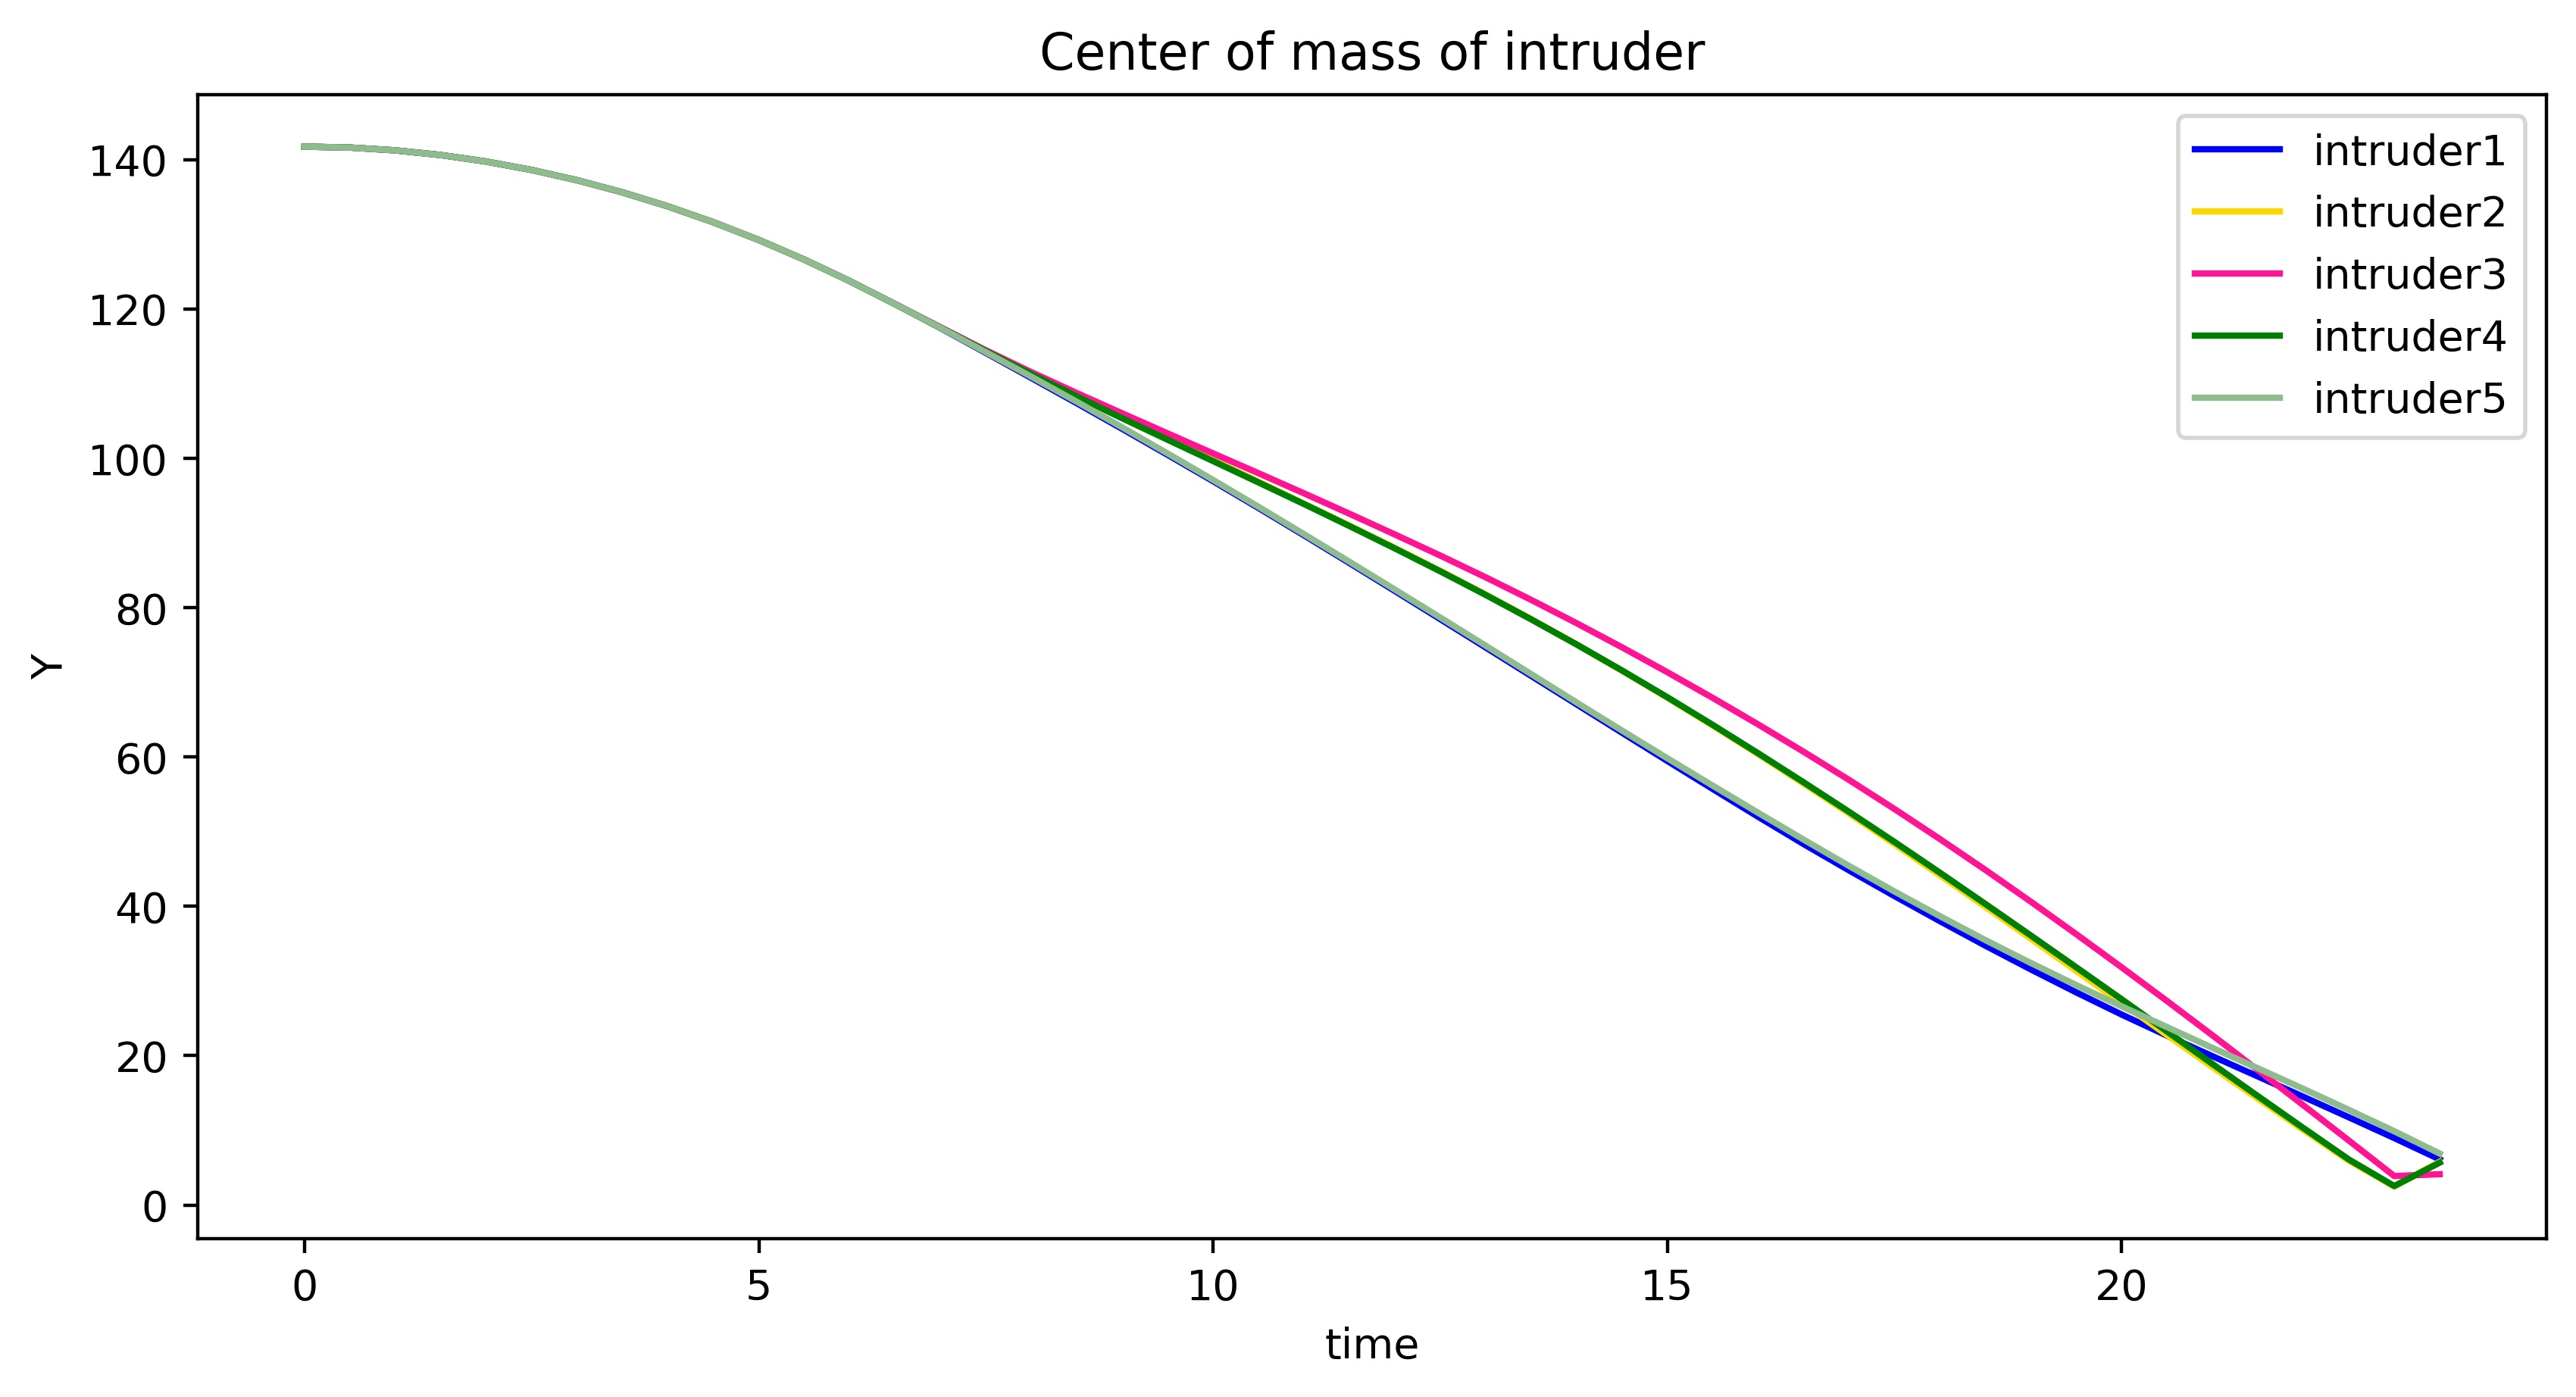 Center of mass of intruder
intruder1
intruder2
intruder3
intruder4
intruder5
140
120
100
80
60
40
20
0
Y
0 5 10 15 20
time